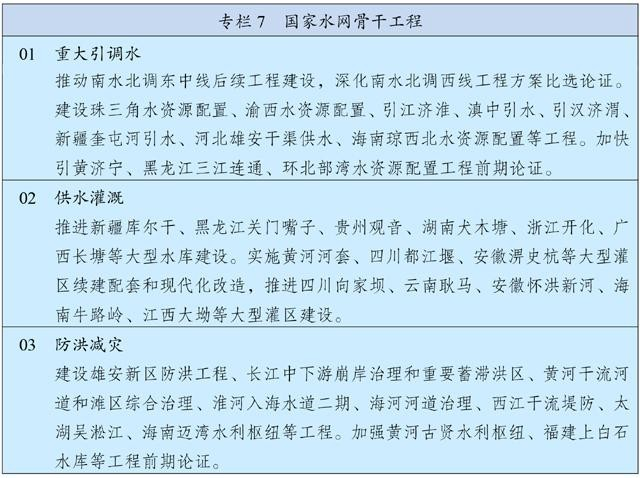 专栏 7 国家水网骨干工程
01 重大引调水
推动南水北调东中线后续工程建设，深化南水北调西线工程方案比选论证。
建设珠三角水资源配置、渝西水资源配置、引江济淮、滇中引水、引汉济渭、
新疆奎屯河引水、河北雄安干渠供水、海南琼西北水资源配置等工程。加快
引黄济宁、黑龙江三江连通、环北部湾水资源配置工程前期论证。
02 供水灌溉
推进新疆库尔干、黑龙江关门嘴子、贵州观音、湖南犬木塘、浙江开化、广
西长塘等大型水库建设。实施黄河河套、四川都江堰、安徽淠史杭等大型灌
区续建配套和现代化改造，推进四川向家坝、云南耿马、安徽怀洪新河、海
南牛路岭、江西大坳等大型灌区建设。
03 防洪减灾
建设雄安新区防洪工程、长江中下游崩岸治理和重要蓄滞洪区、黄河干流河
道和滩区综合治理、淮河入海水道二期、海河河道治理、西江干流堤防、太
湖吴淞江、海南迈湾水利枢纽等工程。加强黄河古贤水利枢纽、福建上白石
水库等工程前期论证。